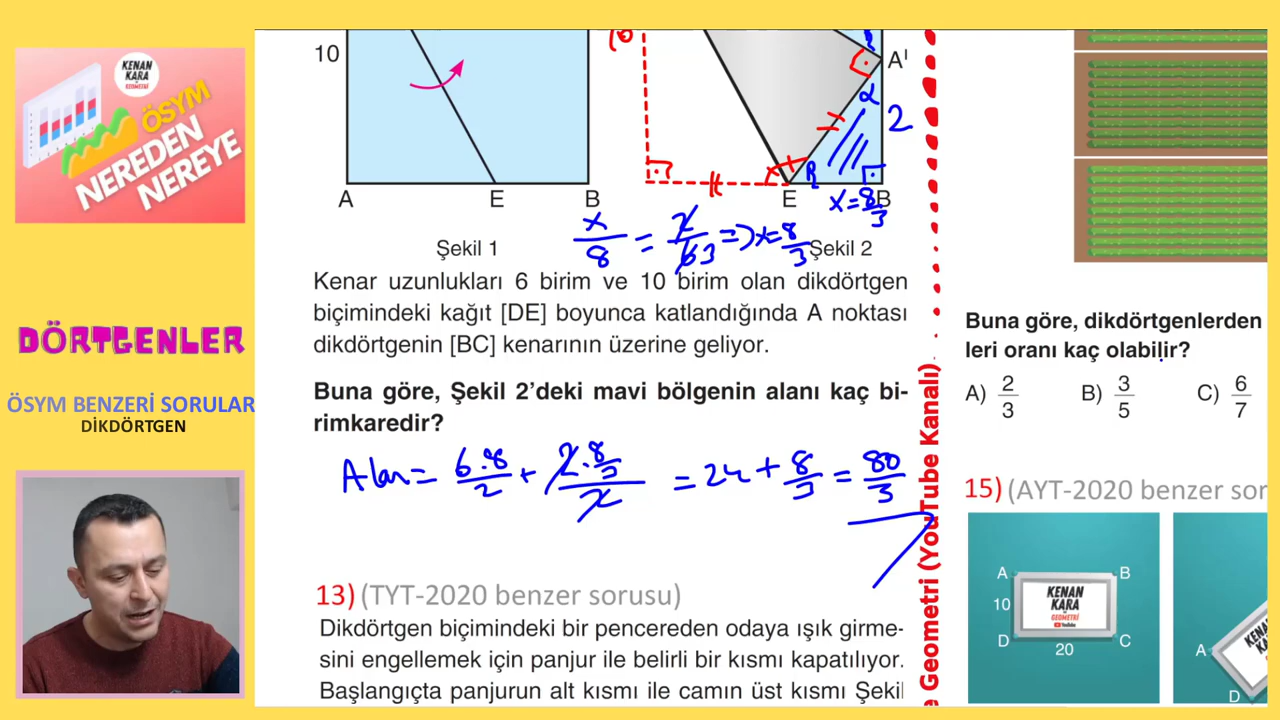 KENAN
KARA
GEOMETRİ
ÖSYM
NEREDEN
NEREYE
DÖRTGENLER
ÖSYM BENZERİ SORULAR
DİKDÖRTGEN
10
A
E
B
Şekil 1
10
A'
α
2
β
E
B
x = 8/3
Şekil 2
x/8 = 2/6 3 => x = 8/3
Kenar uzunlukları 6 birim ve 10 birim olan dikdörtgen
biçimindeki kağıt [DE] boyunca katlandığında A noktası
dikdörtgenin [BC] kenarının üzerine geliyor.
Buna göre, Şekil 2'deki mavi bölgenin alanı kaç bi-
rimkaredir?
Alan = 6.8/2 + 2.8/3/2 = 24 + 8/3 = 80/3
13) (TYT-2020 benzer sorusu)
Dikdörtgen biçimindeki bir pencereden odaya ışık girme-
sini engellemek için panjur ile belirli bir kısmı kapatılıyor.
Başlangıçta panjurun alt kısmı ile camın üst kısmı Şekil
e Geometri (YouTube Kanalı)
Buna göre, dikdörtgenlerden
leri oranı kaç olabilir?
A) 2/3 B) 3/5 C) 6/7
15) (AYT-2020 benzer sor
A
B
10
KENAN
KARA
GEOMETRİ
YouTube
D
C
20
A
D